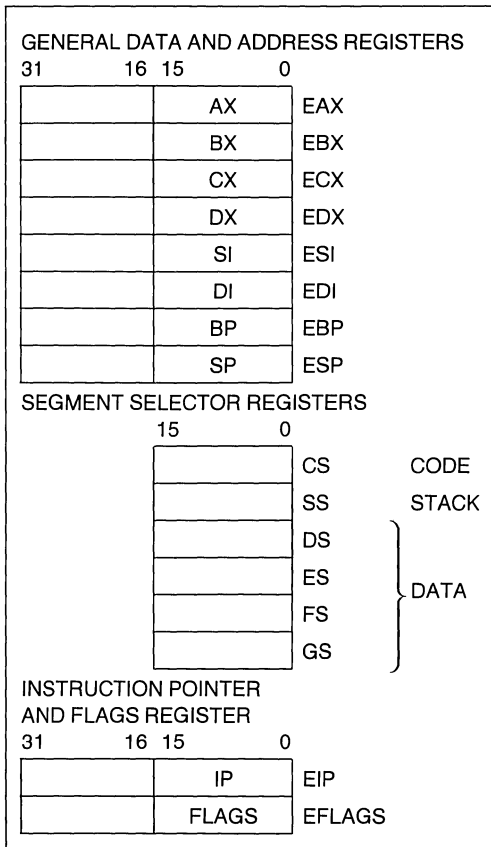 GENERAL DATA AND ADDRESS REGISTERS
31 16 15 0
AX EAX
BX EBX
CX ECX
DX EDX
SI ESI
DI EDI
BP EBP
SP ESP
SEGMENT SELECTOR REGISTERS
15 0
CS CODE
SS STACK
DS
ES
DATA
FS
GS
INSTRUCTION POINTER
AND FLAGS REGISTER
31 16 15 0
IP EIP
FLAGS EFLAGS